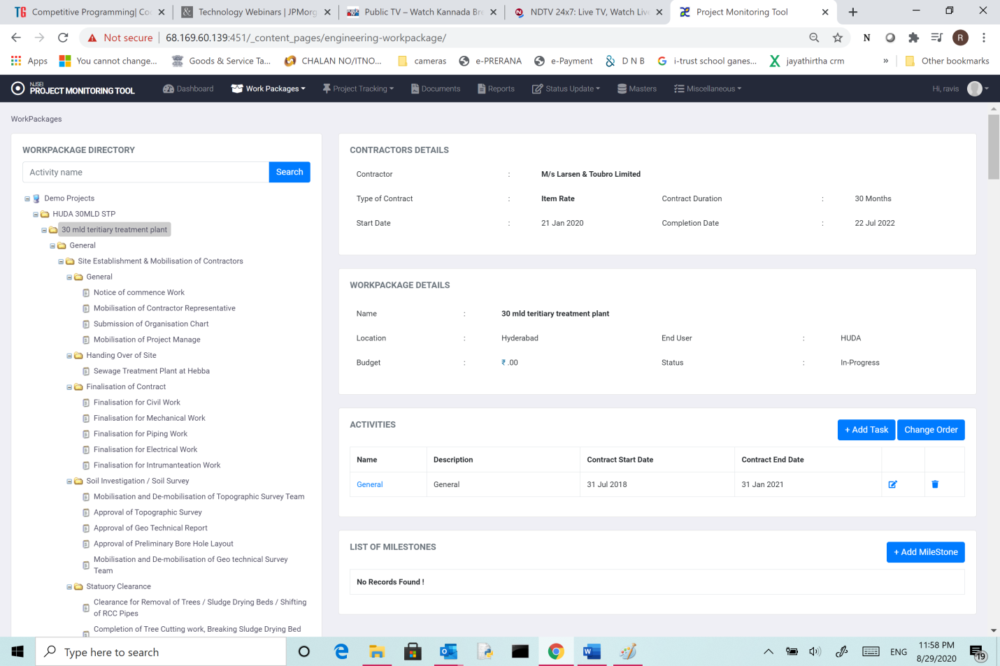 Competitive Programming| Co
Technology Webinars | JPMorg
Public TV – Watch Kannada Br
NDTV 24x7: Live TV, Watch Liv
Project Monitoring Tool
Not secure | 68.169.60.139:451/_content_pages/engineering-workpackage/
Apps
You cannot change...
Goods & Service Ta...
CHALAN NO/ITNO...
cameras
e-PRERANA
e-Payment
D N B
i-trust school ganes...
jayathirtha crm
»
Other bookmarks
NJSEI
PROJECT MONITORING TOOL
Dashboard
Work Packages
Project Tracking
Documents
Reports
Status Update
Masters
Miscellaneous
Hi, ravis
WorkPackages
WORKPACKAGE DIRECTORY
Activity name
Search
Demo Projects
HUDA 30MLD STP
30 mld teritiary treatment plant
General
Site Establishment & Mobilisation of Contractors
General
Notice of commence Work
Mobilisation of Contractor Representative
Submission of Organisation Chart
Mobilisation of Project Manage
Handing Over of Site
Sewage Treatment Plant at Hebba
Finalisation of Contract
Finalisation for Civil Work
Finalisation for Mechanical Work
Finalisation for Piping Work
Finalisation for Electrical Work
Finalisation for Intrumanteation Work
Soil Investigation / Soil Survey
Mobilisation and De-mobilisation of Topographic Survey Team
Approval of Topographic Survey
Approval of Geo Technical Report
Approval of Preliminary Bore Hole Layout
Mobilisation and De-mobilisation of Geo technical Survey
Team
Statuory Clearance
Clearance for Removal of Trees / Sludge Drying Beds / Shifting
of RCC Pipes
Completion of Tree Cutting work, Breaking Sludge Drying Bed
CONTRACTORS DETAILS
Contractor : M/s Larsen & Toubro Limited
Type of Contract : Item Rate Contract Duration : 30 Months
Start Date : 21 Jan 2020 Completion Date : 22 Jul 2022
WORKPACKAGE DETAILS
Name : 30 mld teritiary treatment plant
Location : Hyderabad End User : HUDA
Budget : ₹ .00 Status : In-Progress
ACTIVITIES
+ Add Task
Change Order
Name Description Contract Start Date Contract End Date
General General 31 Jul 2018 31 Jan 2021
LIST OF MILESTONES
+ Add MileStone
No Records Found !
Type here to search
ENG
11:58 PM
8/29/2020
19